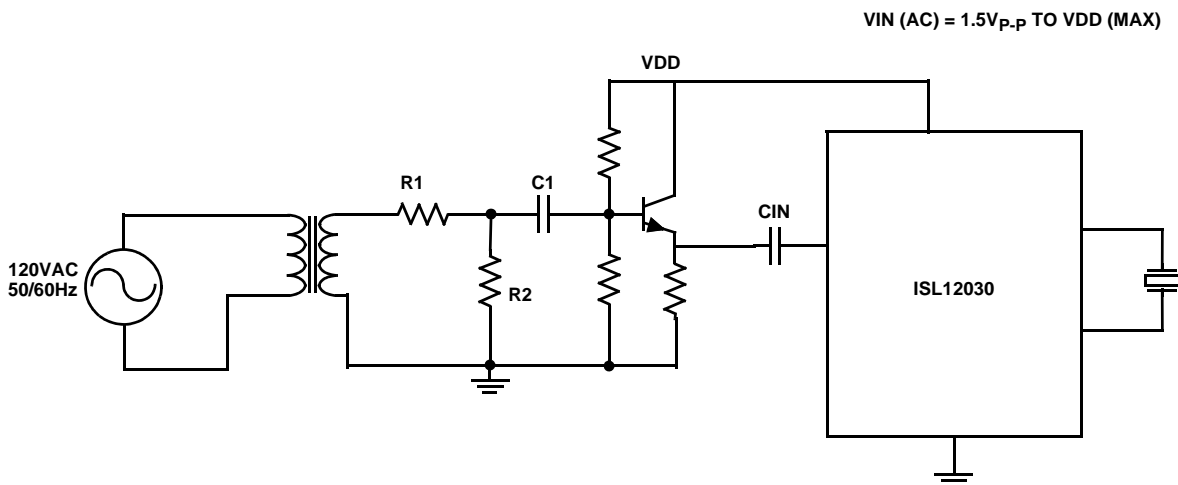 VIN (AC) = 1.5VP-P TO VDD (MAX)
VDD
R1
C1
CIN
120VAC
50/60Hz
R2
ISL12030